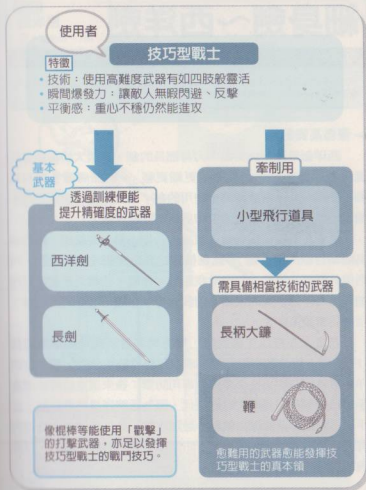 使用者
技巧型戰士
特徵
・技術：使用高難度武器有如四肢般靈活
・瞬間爆發力：讓敵人無暇閃避、反擊
・平衡感：重心不穩仍然能進攻
基本
武器
透過訓練便能
提升精確度的武器
西洋劍
長劍
像棍棒等能使用「戳擊」
的打擊武器，亦足以發揮
技巧型戰士的戰鬥技巧。
牽制用
小型飛行道具
需具備相當技術的武器
長柄大鐮
鞭
愈難用的武器愈能發揮技
巧型戰士的真本領